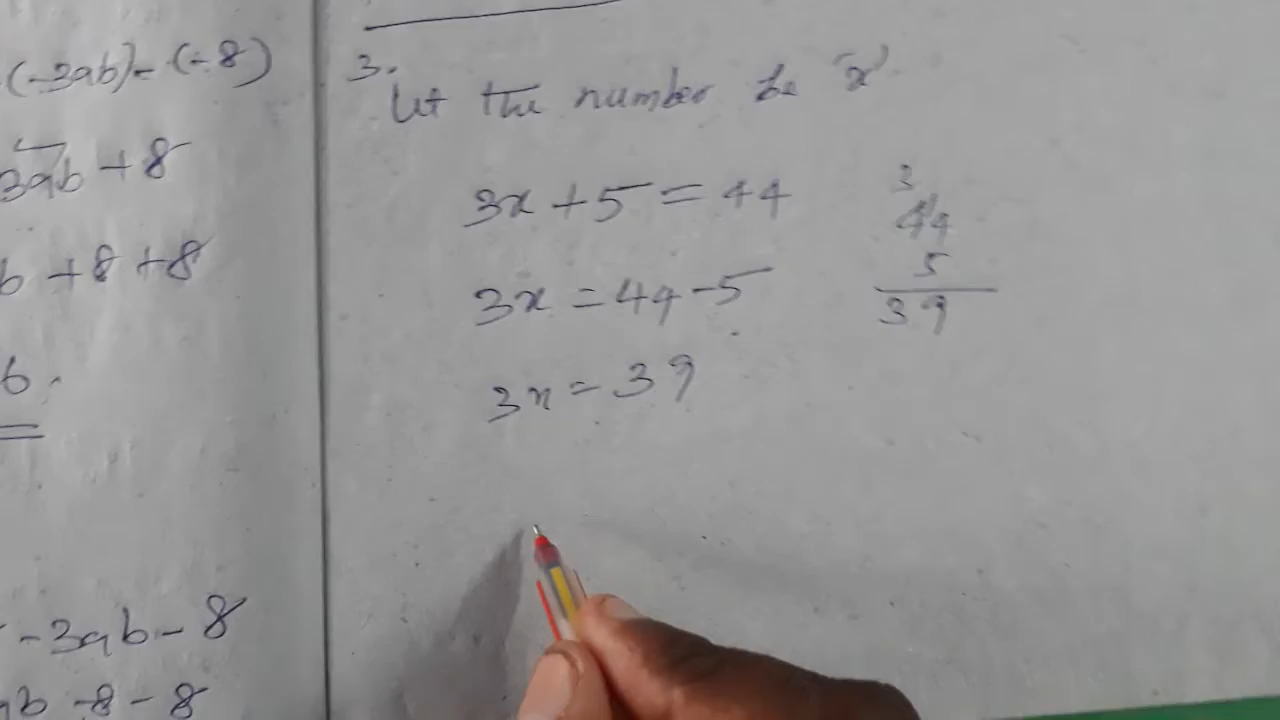 (-3ab) - (-8)
3ab + 8
b + 8 + 8
6.
- 3ab - 8
ab - 8 - 8
3.
Let the number be 'x'
3x + 5 = 44
3x = 44 - 5
3x = 39
3
44
5
39